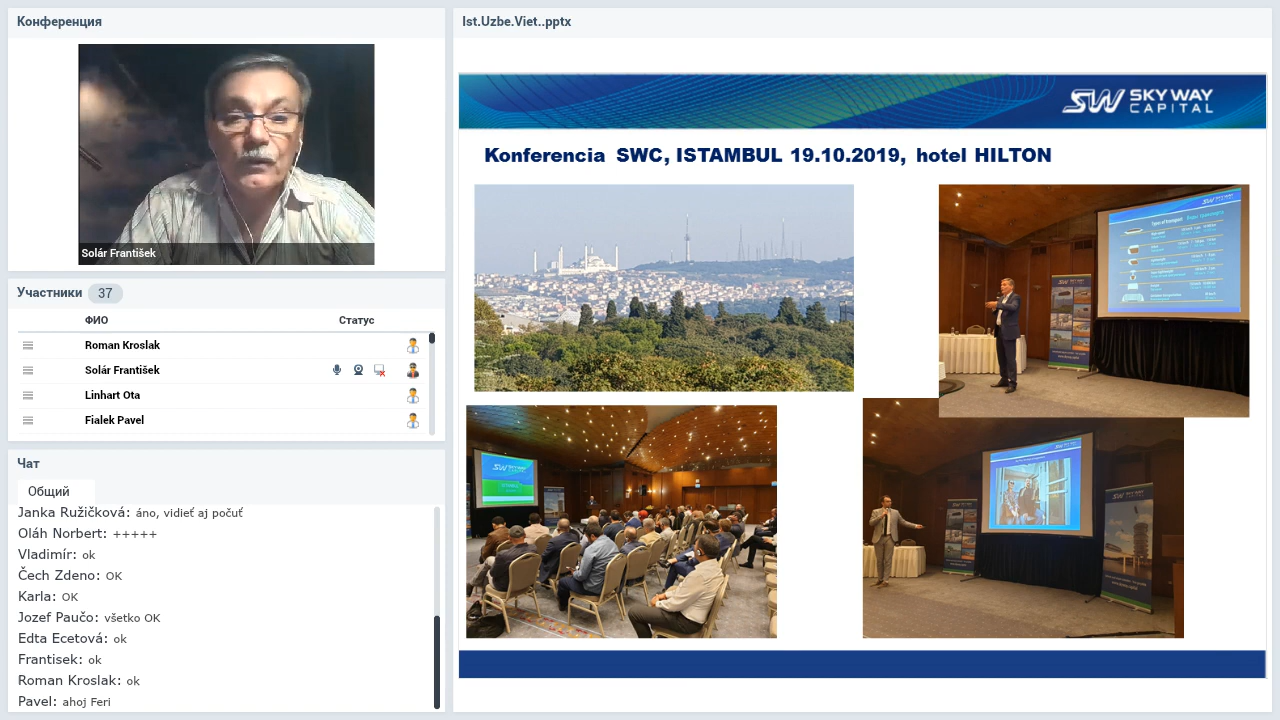 Конференция
Solár František
Участники 37
ФИО Статус
Roman Kroslak
Solár František
Linhart Ota
Fialek Pavel
Чат
Общий
Janka Ružičková: áno, vidieť aj počuť
Oláh Norbert: +++++
Vladimír: ok
Čech Zdeno: OK
Karla: OK
Jozef Paučo: všetko OK
Edta Ecetová: ok
Frantisek: ok
Roman Kroslak: ok
Pavel: ahoj Feri
Ist.Uzbe.Viet..pptx
SW SKY WAY
CAPITAL
Konferencia SWC, ISTAMBUL 19.10.2019, hotel HILTON